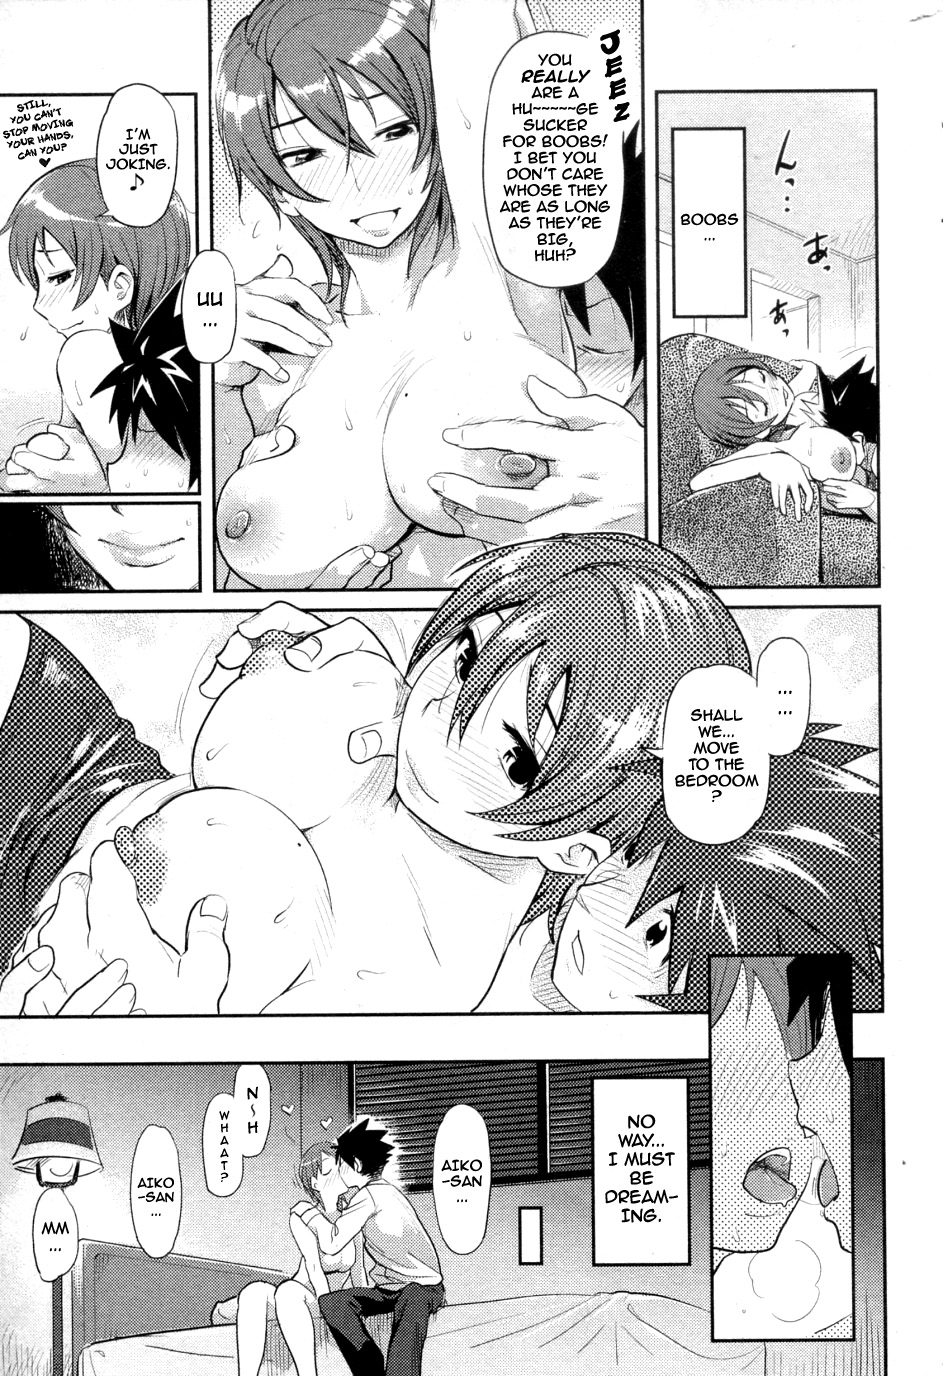 ん、…
あっ
あっ
BOOBS
...
JEEZ
YOU
REALLY
ARE A
HU~~~~~GE
SUCKER
FOR BOOBS!
I BET YOU
DON'T CARE
WHOSE THEY
ARE AS LONG
AS THEY'RE
BIG,
HUH?
UU
...
I'M
JUST
JOKING.
♪
STILL,
YOU CAN'T
STOP MOVING
YOUR HANDS,
CAN YOU?
♥
...
...
SHALL
WE...
MOVE
TO THE
BEDROOM
?
NO
WAY...
I MUST
BE
DREAM-
ING.
AIKO
-SAN
...
N~H
WHAAT?
AIKO
-SAN
...
MM
...